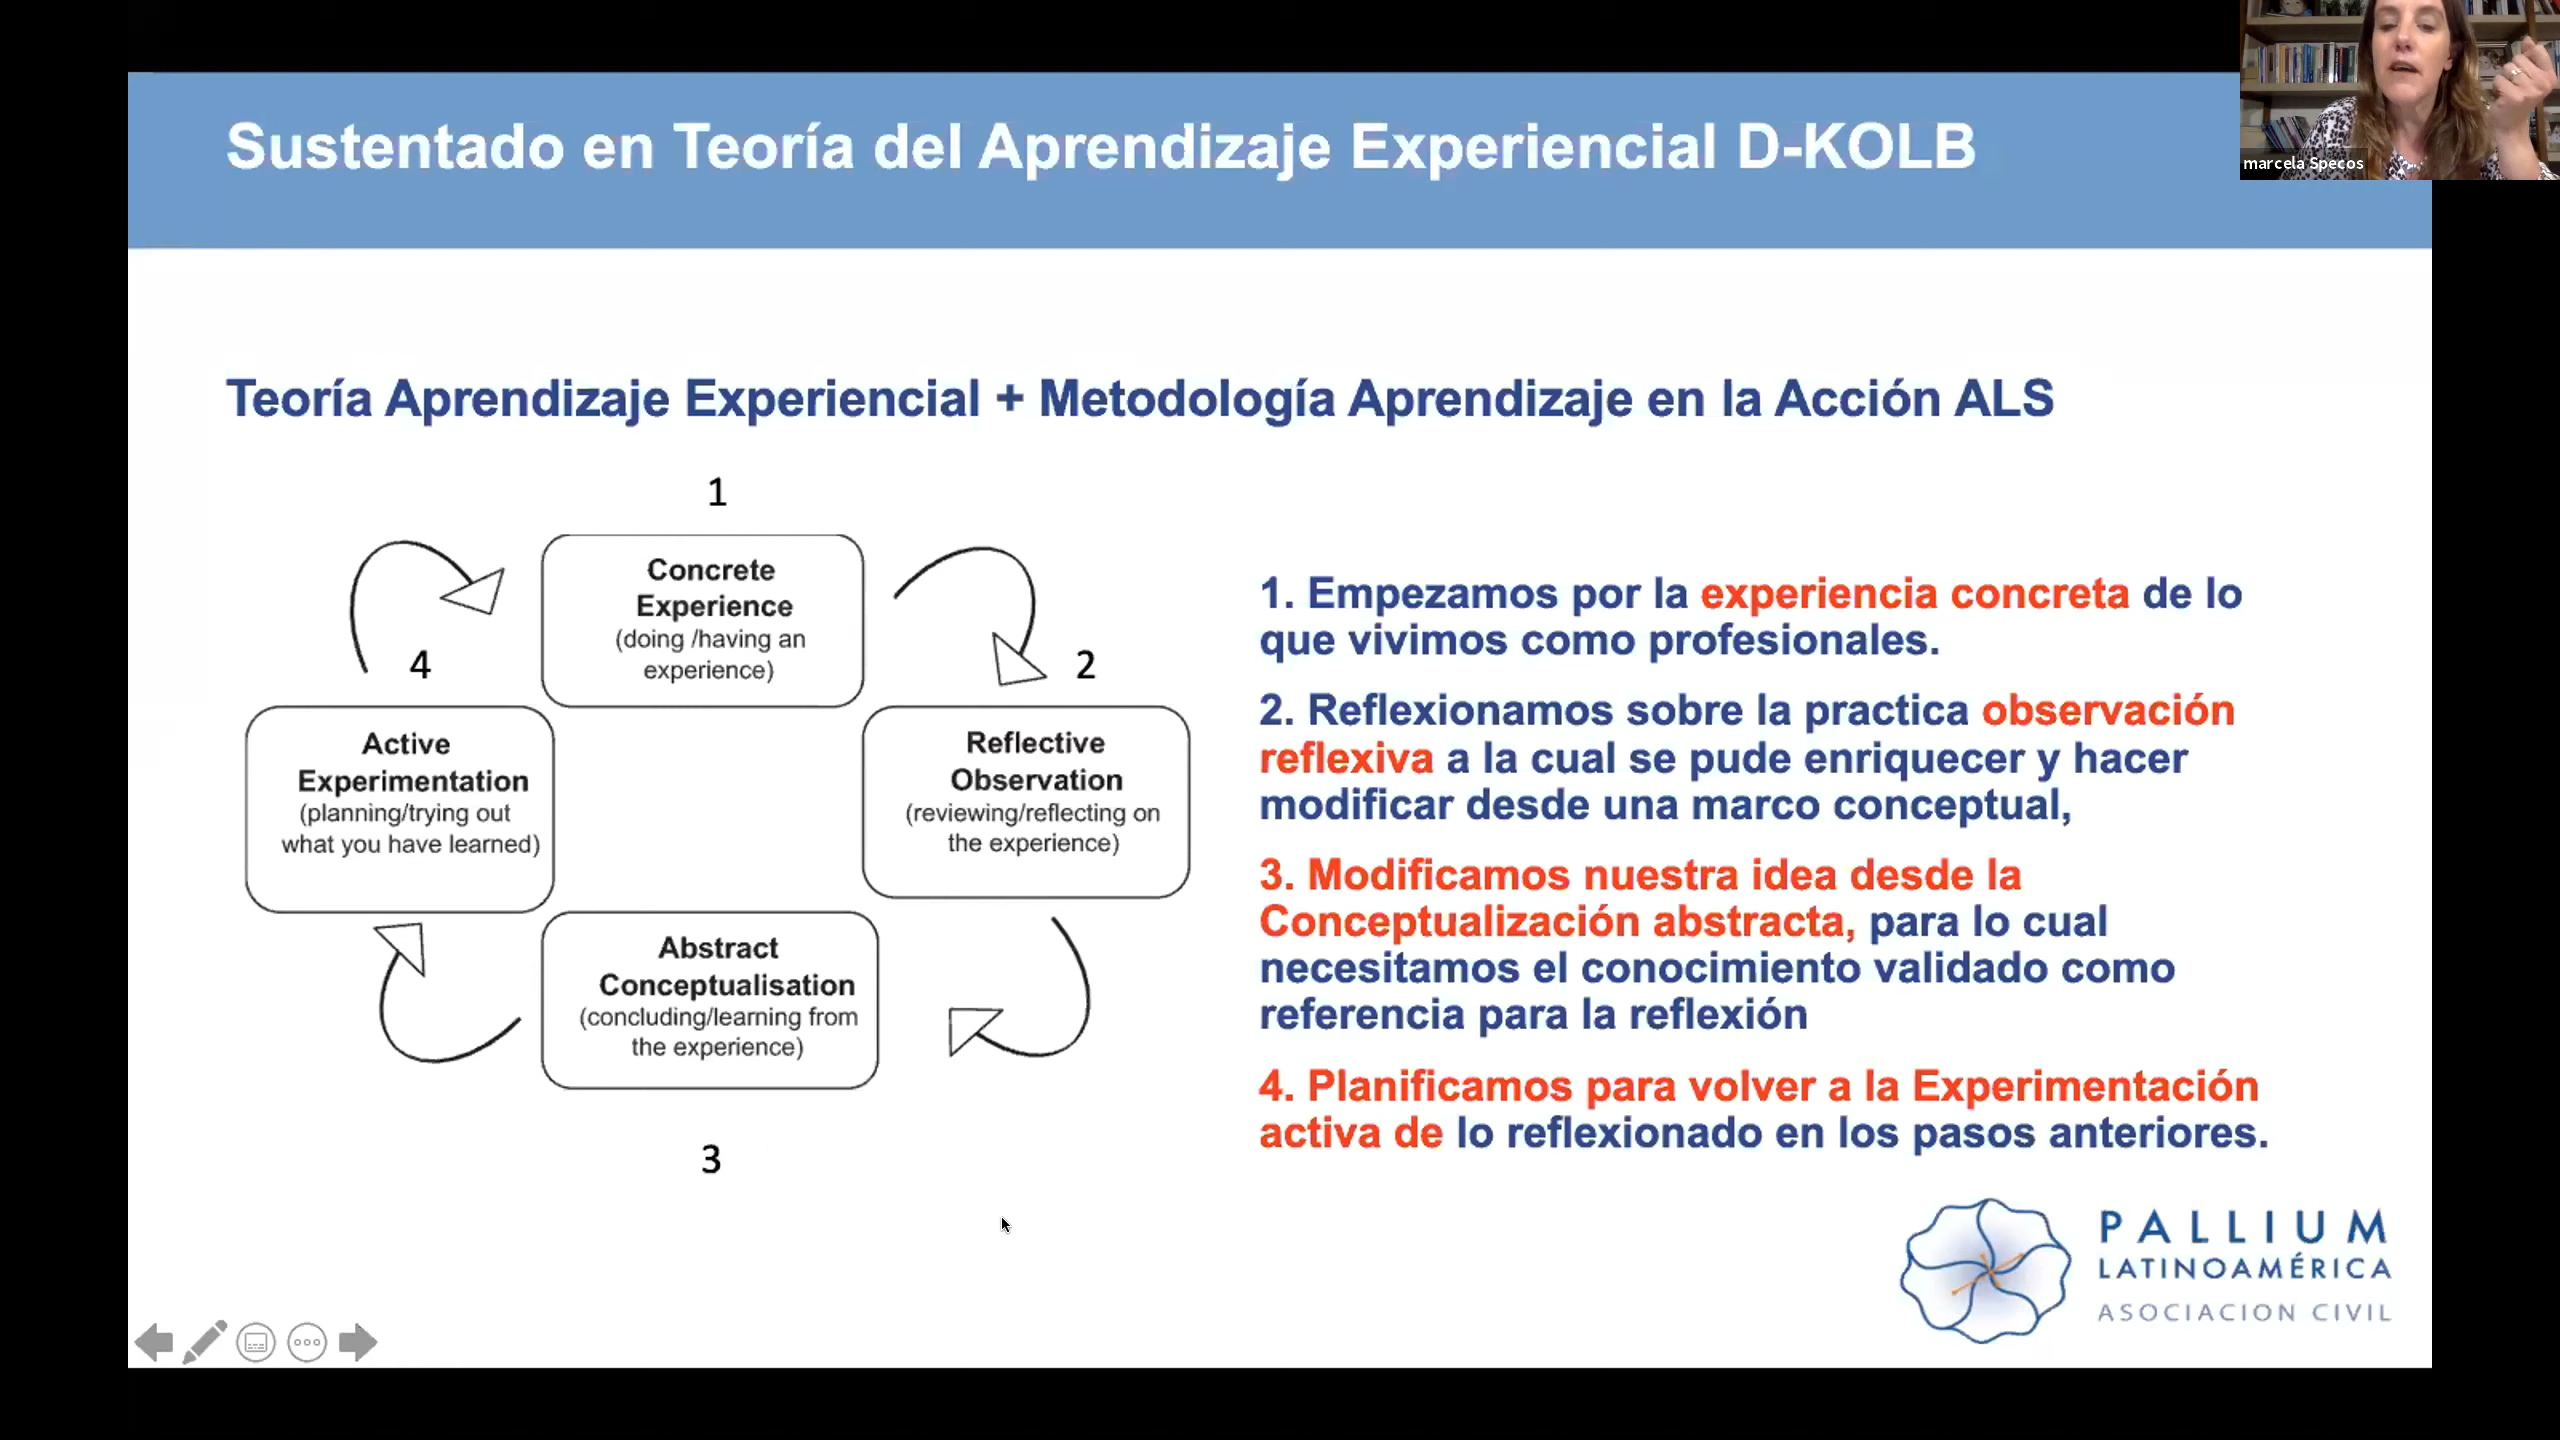 Sustentado en Teoría del Aprendizaje Experiencial D-KOLB
marcela Specos
Teoría Aprendizaje Experiencial + Metodología Aprendizaje en la Acción ALS
1
Concrete
Experience
(doing /having an
experience)
2
Reflective
Observation
(reviewing/reflecting on
the experience)
3
Abstract
Conceptualisation
(concluding/learning from
the experience)
4
Active
Experimentation
(planning/trying out
what you have learned)
1. Empezamos por la experiencia concreta de lo
que vivimos como profesionales.
2. Reflexionamos sobre la practica observación
reflexiva a la cual se pude enriquecer y hacer
modificar desde una marco conceptual,
3. Modificamos nuestra idea desde la
Conceptualización abstracta, para lo cual
necesitamos el conocimiento validado como
referencia para la reflexión
4. Planificamos para volver a la Experimentación
activa de lo reflexionado en los pasos anteriores.
PALLIUM
LATINOAMÉRICA
ASOCIACION CIVIL